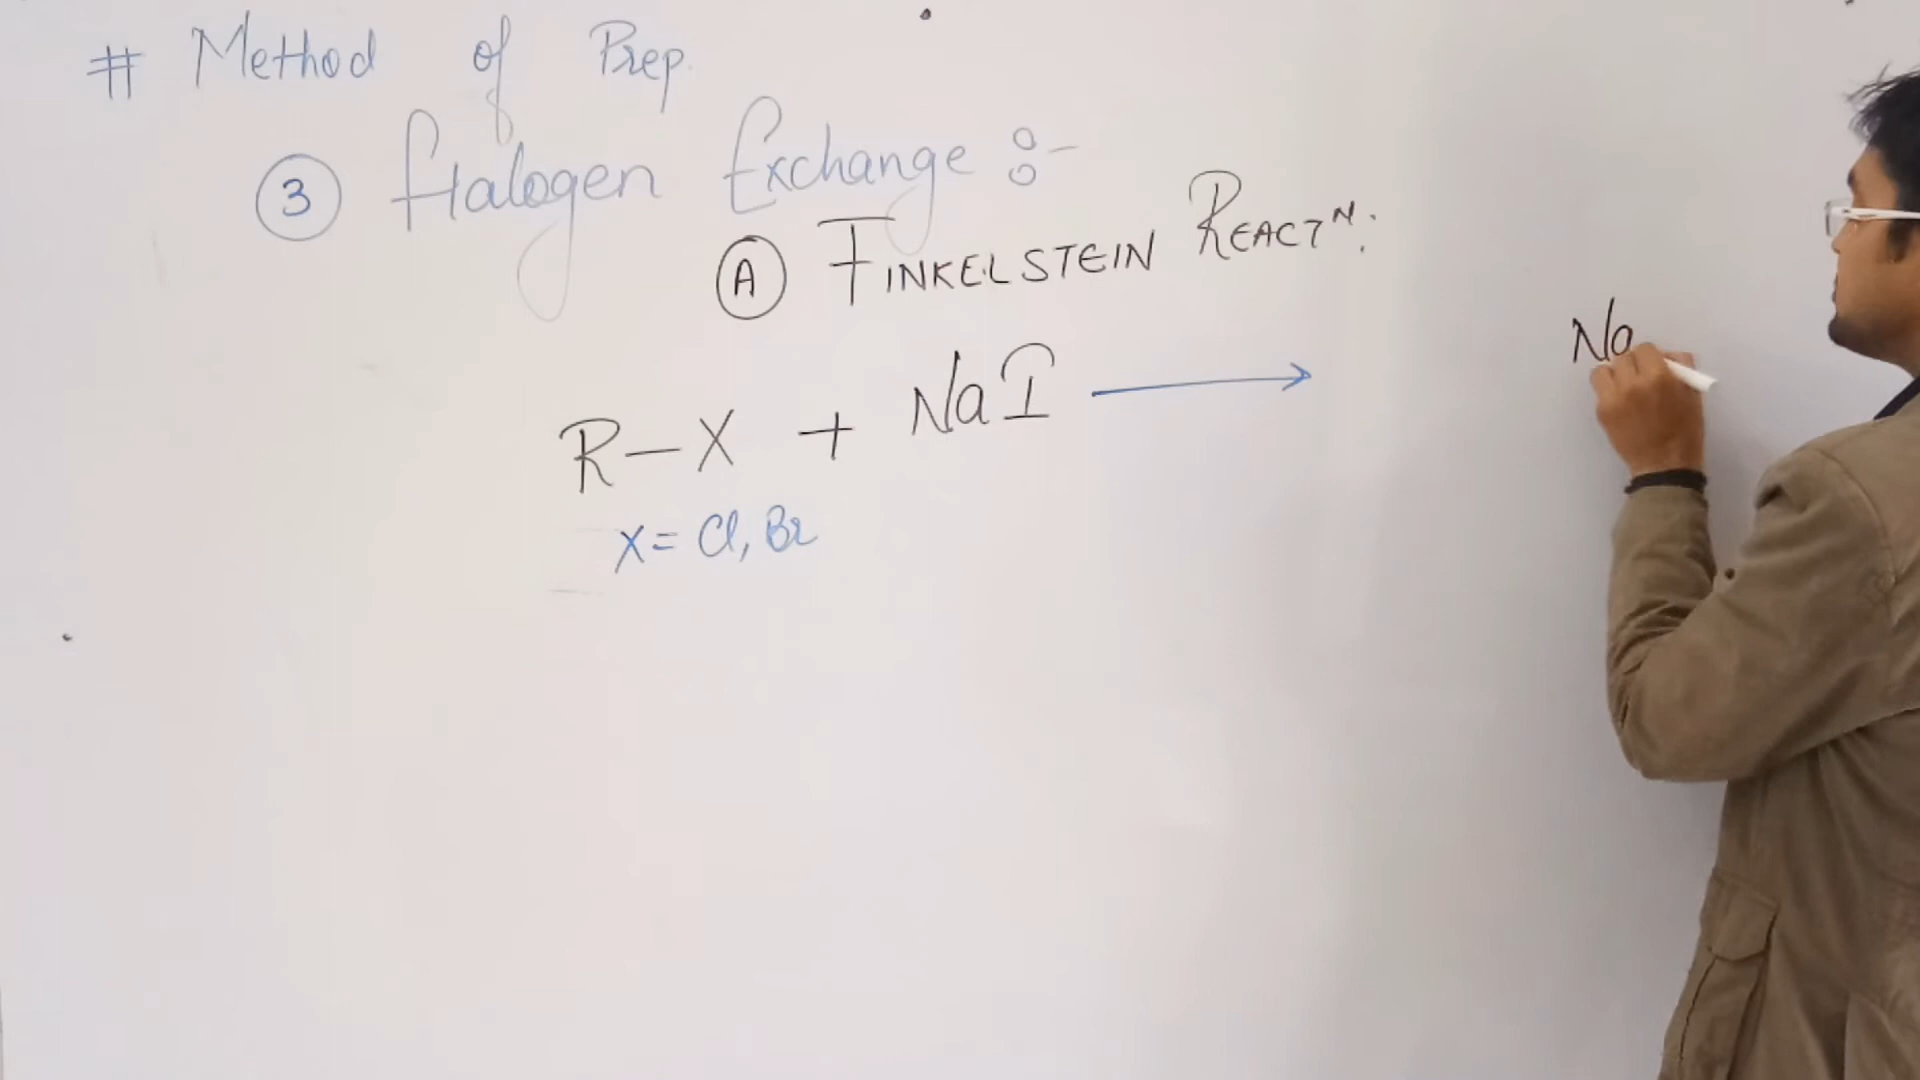 # Method of Prep.
③ Halogen Exchange :-
Ⓐ FINKELSTEIN REACTᴺ.
R-X + NaI ⟶ Na
X = Cl, Br